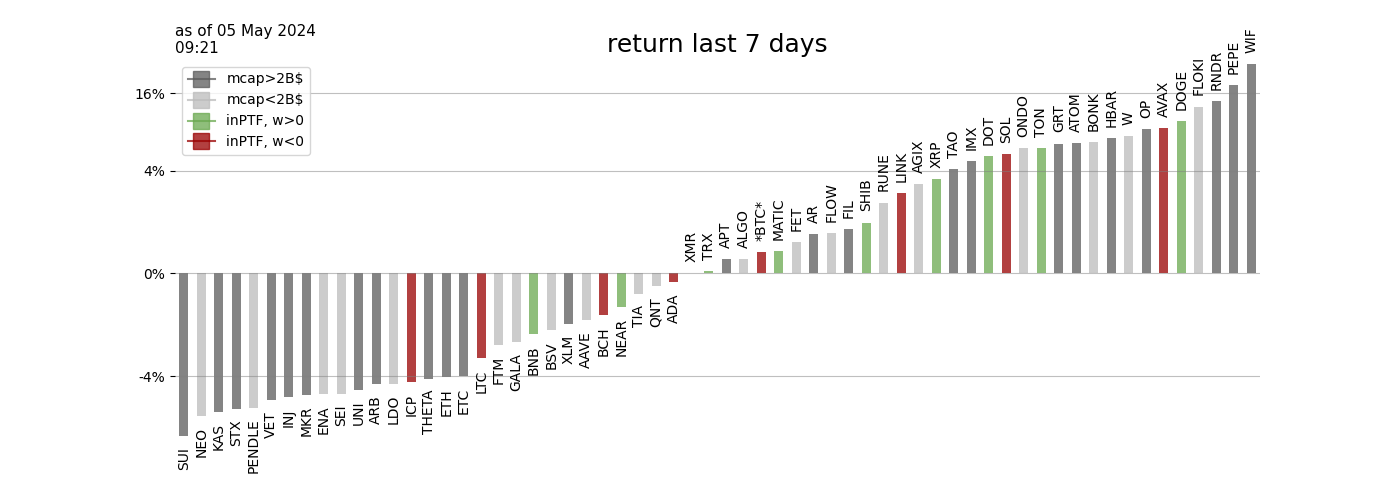 as of 05 May 2024
09:21
return last 7 days
mcap>2B$
mcap<2B$
inPTF, w>0
inPTF, w<0
16%
4%
0%
-4%
SUI
NEO
KAS
STX
PENDLE
VET
INJ
MKR
ENA
SEI
UNI
ARB
LDO
ICP
THETA
ETH
ETC
LTC
FTM
GALA
BNB
BSV
XLM
AAVE
BCH
NEAR
TIA
QNT
ADA
XMR
TRX
APT
ALGO
*BTC*
MATIC
FET
AR
FLOW
FIL
SHIB
RUNE
LINK
AGIX
XRP
TAO
IMX
DOT
SOL
ONDO
TON
GRT
ATOM
BONK
HBAR
W
OP
AVAX
DOGE
FLOKI
RNDR
PEPE
WIF